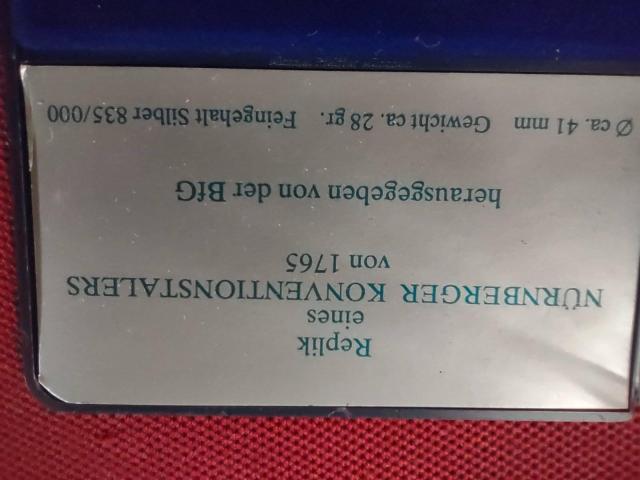 Replik
eines
NÜRNBERGER KONVENTIONSTALERS
von 1765
herausgegeben von der BfG
Ø ca. 41 mm Gewicht ca. 28 gr. Feingehalt Silber 835/000